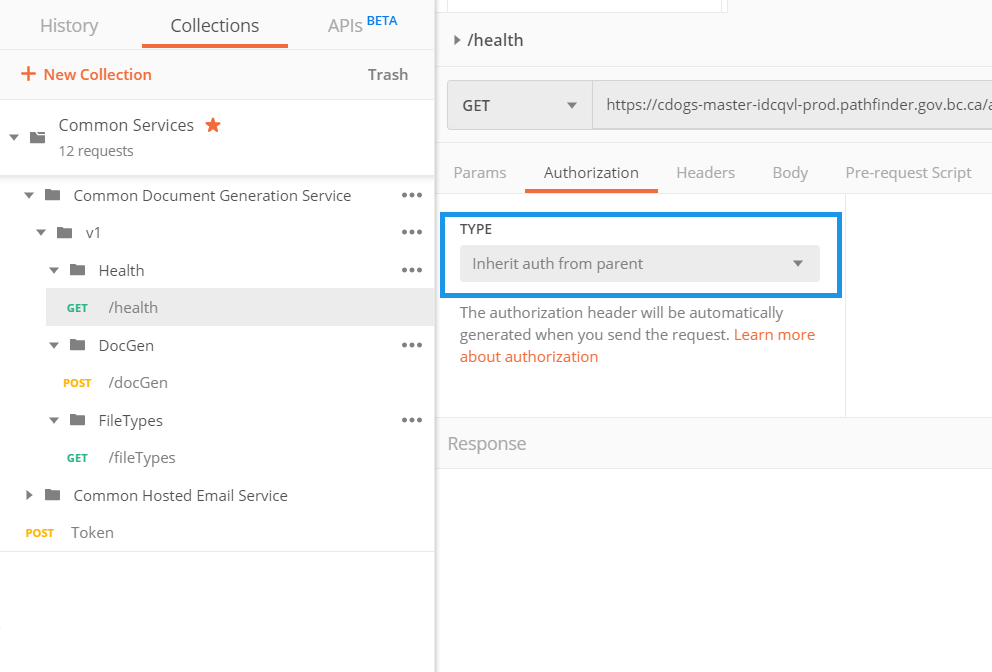 History
Collections
APIs BETA
+ New Collection
Trash
Common Services
12 requests
Common Document Generation Service
v1
Health
GET /health
DocGen
POST /docGen
FileTypes
GET /fileTypes
Common Hosted Email Service
POST Token
/health
GET
https://cdogs-master-idcqvl-prod.pathfinder.gov.bc.ca/a
Params
Authorization
Headers
Body
Pre-request Script
TYPE
Inherit auth from parent
The authorization header will be automatically
generated when you send the request. Learn more
about authorization
Response